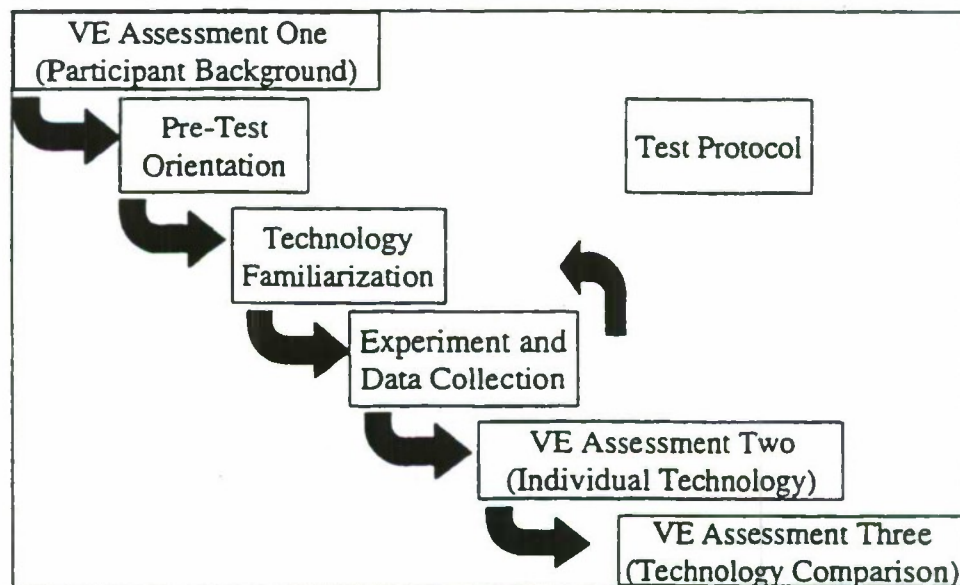 VE Assessment One
(Participant Background)
Pre-Test
Orientation
Test Protocol
Technology
Familiarization
Experiment and
Data Collection
VE Assessment Two
(Individual Technology)
VE Assessment Three
(Technology Comparison)